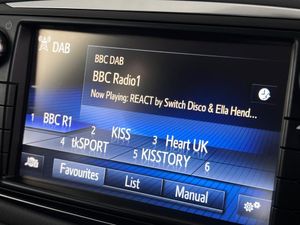 DAB
BBC DAB
BBC Radio1
Now Playing: REACT by Switch Disco & Ella Hend...
1 BBC R1
2 KISS
3 Heart UK
4 tkSPORT
5 KISSTORY
6
Favourites
List
Manual